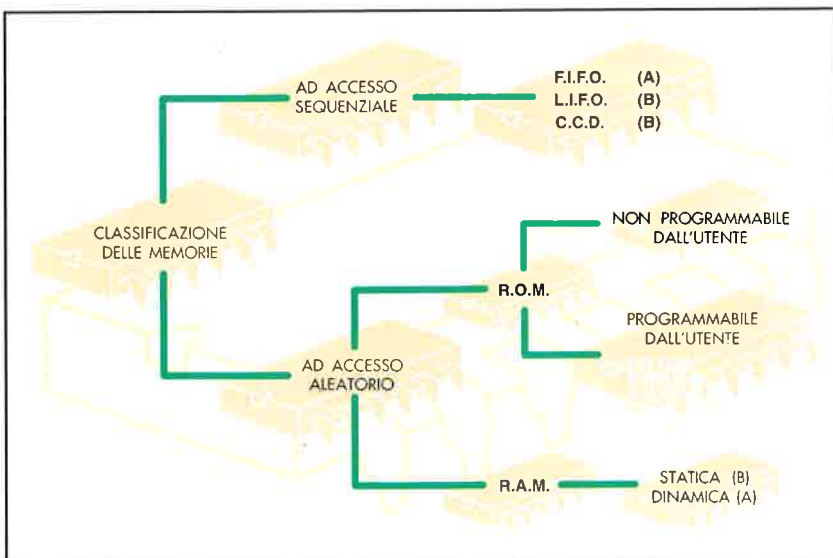 AD ACCESSO
SEQUENZIALE
F.I.F.O. (A)
L.I.F.O. (B)
C.C.D. (B)
CLASSIFICAZIONE
DELLE MEMORIE
NON PROGRAMMABILE
DALL'UTENTE
R.O.M.
PROGRAMMABILE
DALL'UTENTE
AD ACCESSO
ALEATORIO
R.A.M.
STATICA (B)
DINAMICA (A)